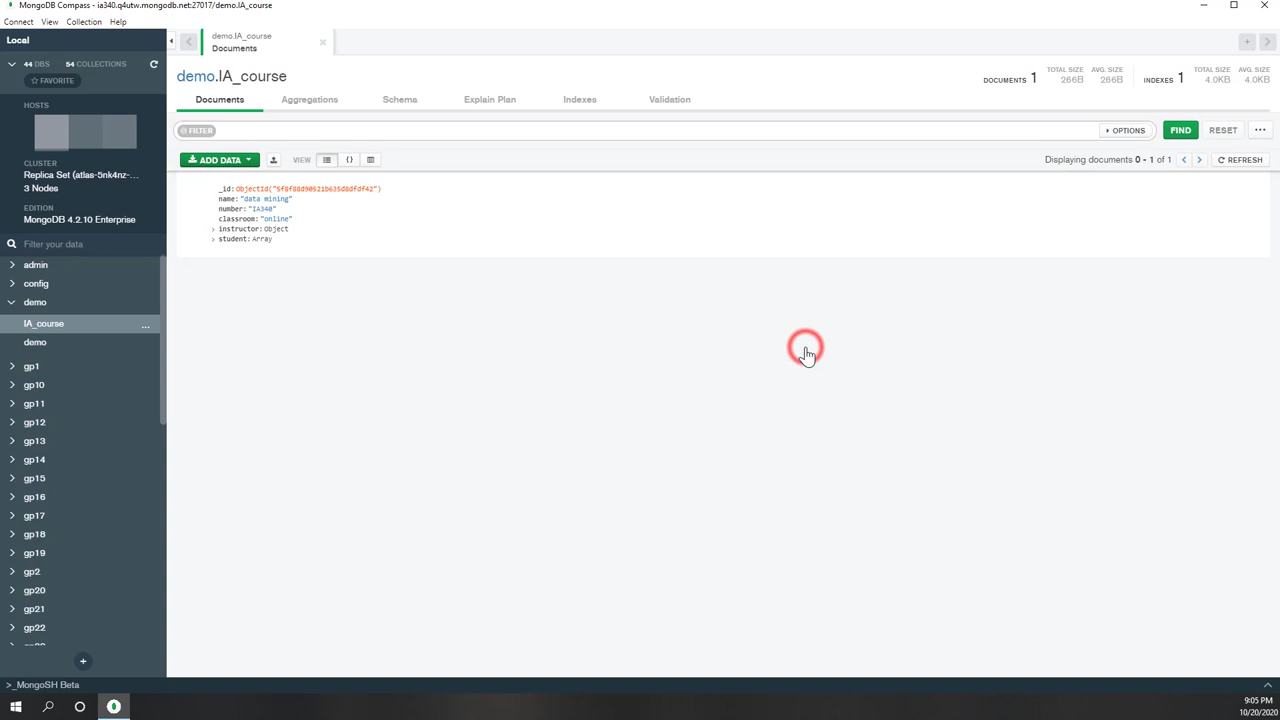 MongoDB Compass - ia340.q4utw.mongodb.net:27017/demo.IA_course
Connect View Collection Help
Local
44 DBS 54 COLLECTIONS
FAVORITE
HOSTS
CLUSTER
Replica Set (atlas-5nk4nz-...
3 Nodes
EDITION
MongoDB 4.2.10 Enterprise
Filter your data
admin
config
demo
IA_course ...
demo
gp1
gp10
gp11
gp12
gp13
gp14
gp15
gp16
gp17
gp18
gp19
gp2
gp20
gp21
gp22
>_MongoSH Beta
demo.IA_course
Documents
demo.IA_course
DOCUMENTS 1 TOTAL SIZE 266B AVG. SIZE 266B INDEXES 1 TOTAL SIZE 4.0KB AVG. SIZE 4.0KB
Documents Aggregations Schema Explain Plan Indexes Validation
FILTER OPTIONS FIND RESET ...
ADD DATA VIEW {} Displaying documents 0 - 1 of 1 REFRESH
_id:ObjectId("5f8f88d90521b635d8dfdf42")
name:"data mining"
number:"IA340"
classroom:"online"
instructor:Object
student:Array
9:05 PM
10/20/2020